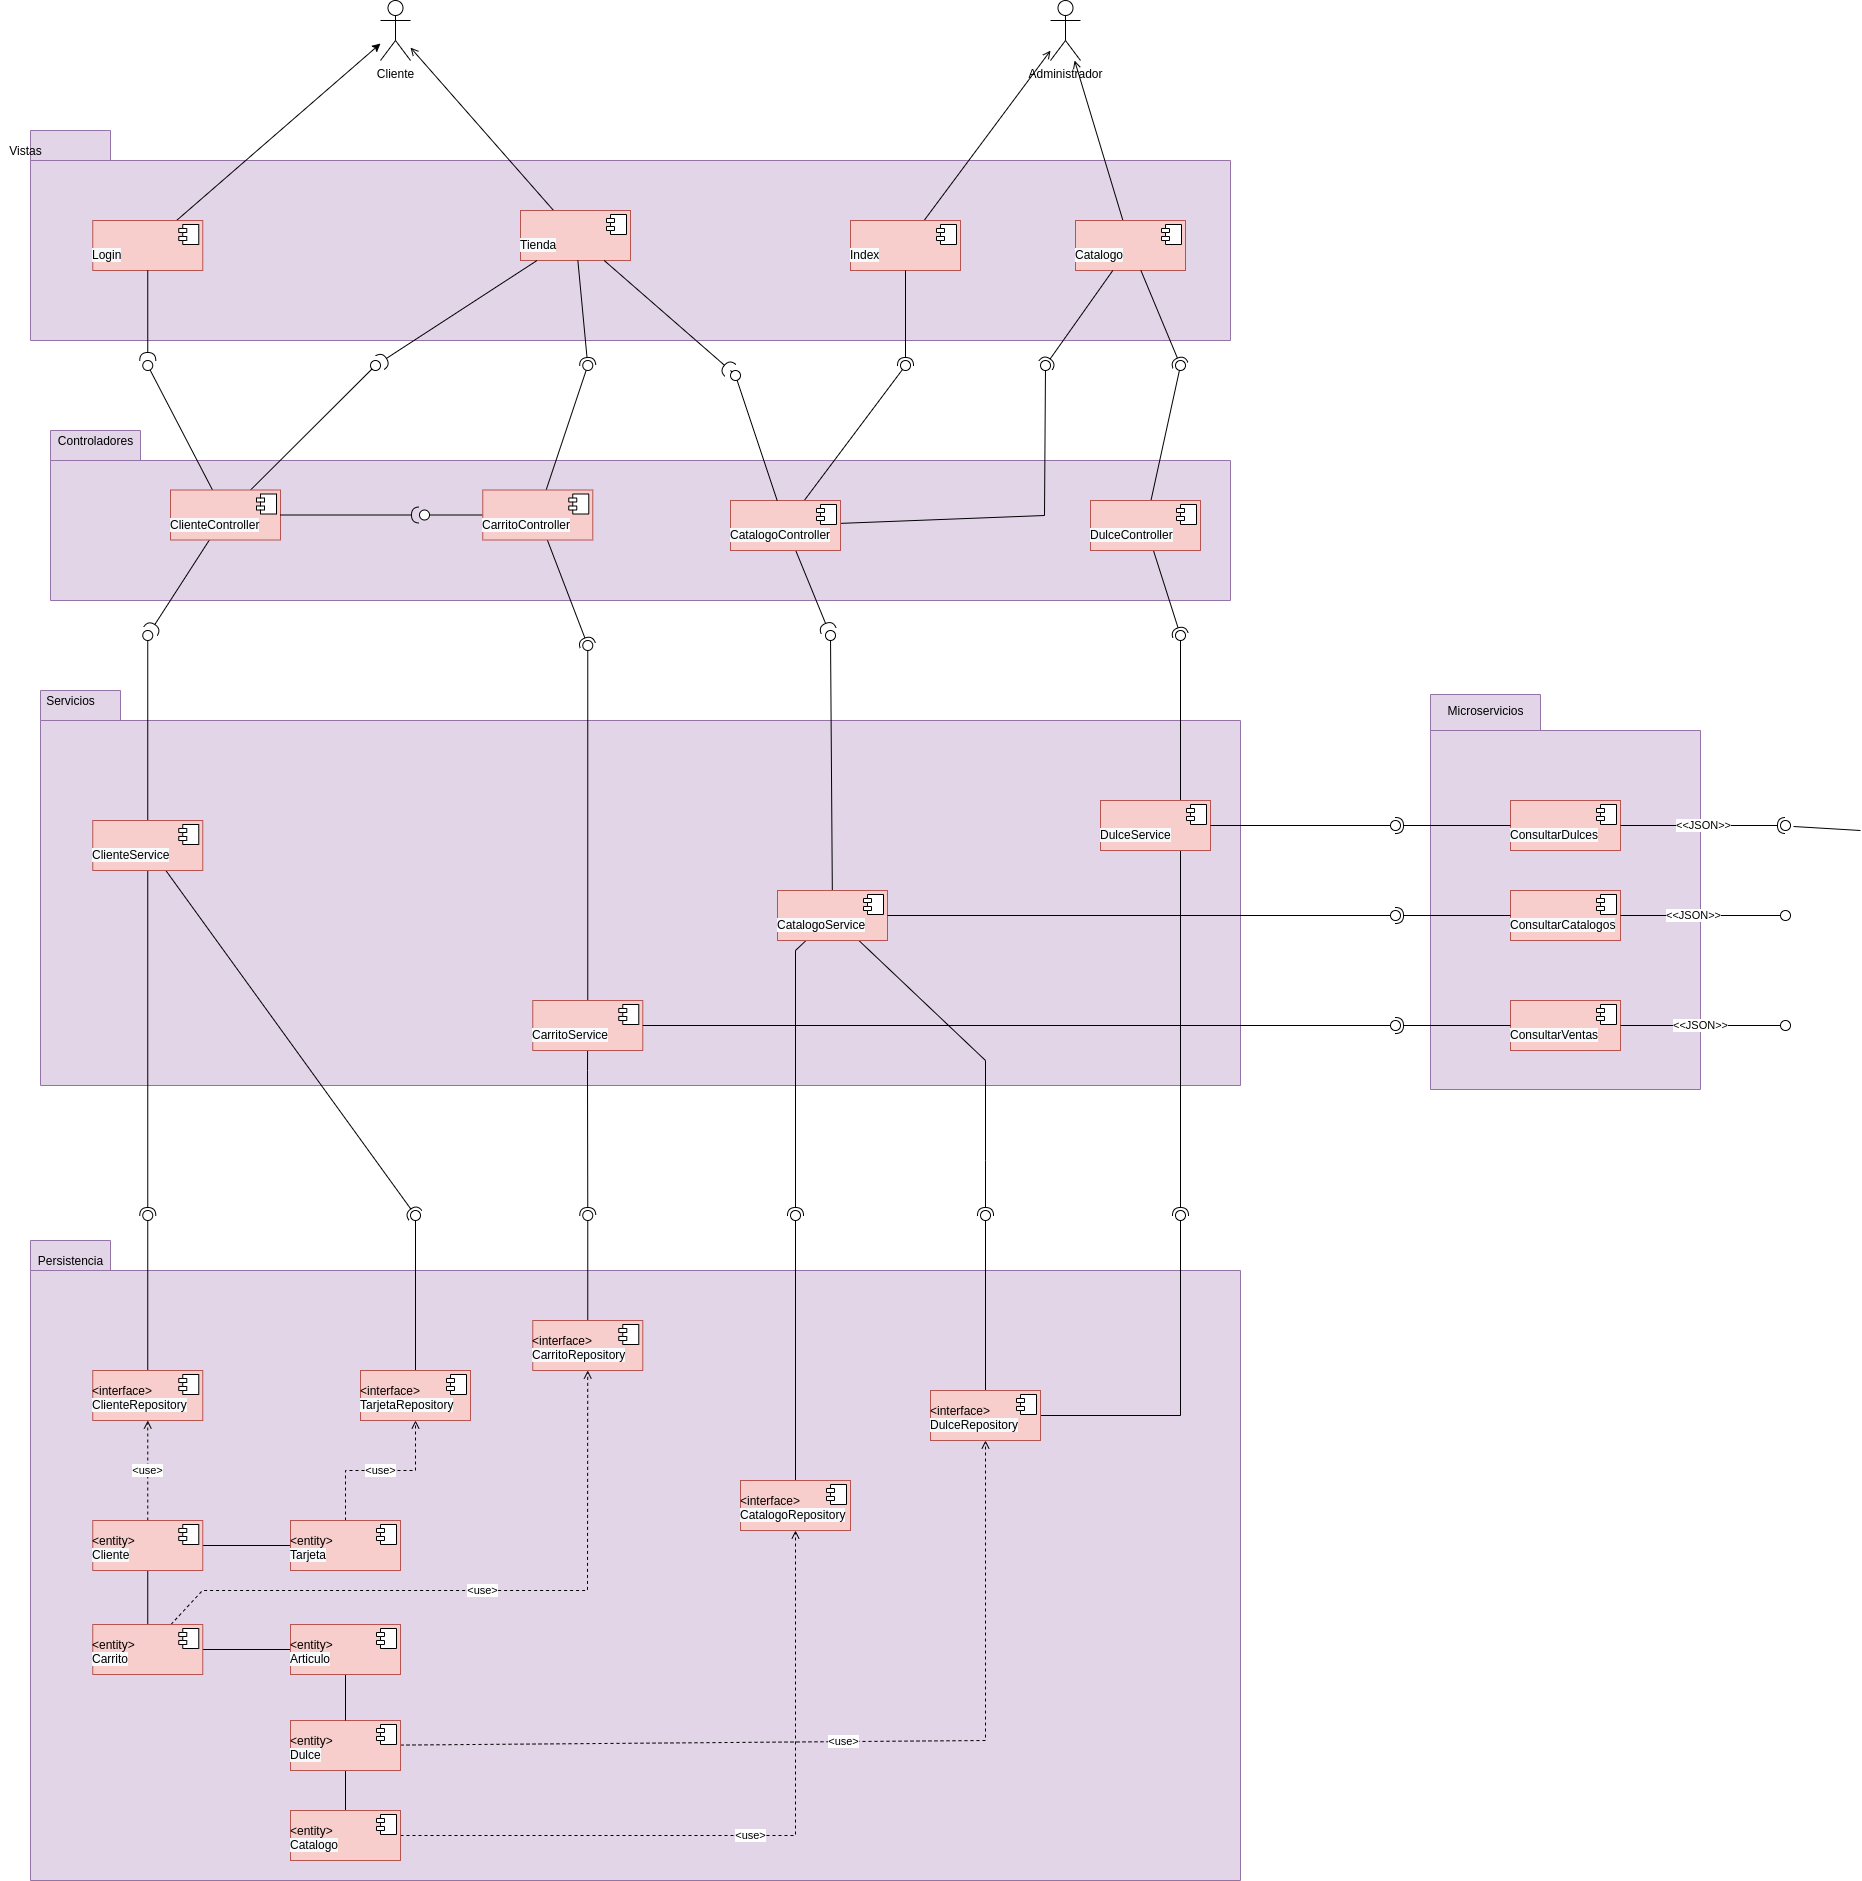 Cliente
Administrador
Vistas
Login
Tienda
Index
Catalogo
Controladores
ClienteController
CarritoController
CatalogoController
DulceController
Servicios
Microservicios
DulceService
ConsultarDulces
<<JSON>>
ClienteService
CatalogoService
ConsultarCatalogos
<<JSON>>
CarritoService
ConsultarVentas
<<JSON>>
Persistencia
<interface>
CarritoRepository
<interface>
ClienteRepository
<interface>
TarjetaRepository
<interface>
DulceRepository
<use>
<use>
<interface>
CatalogoRepository
<entity>
Cliente
<entity>
Tarjeta
<use>
<entity>
Carrito
<entity>
Articulo
<entity>
Dulce
<use>
<entity>
Catalogo
<use>